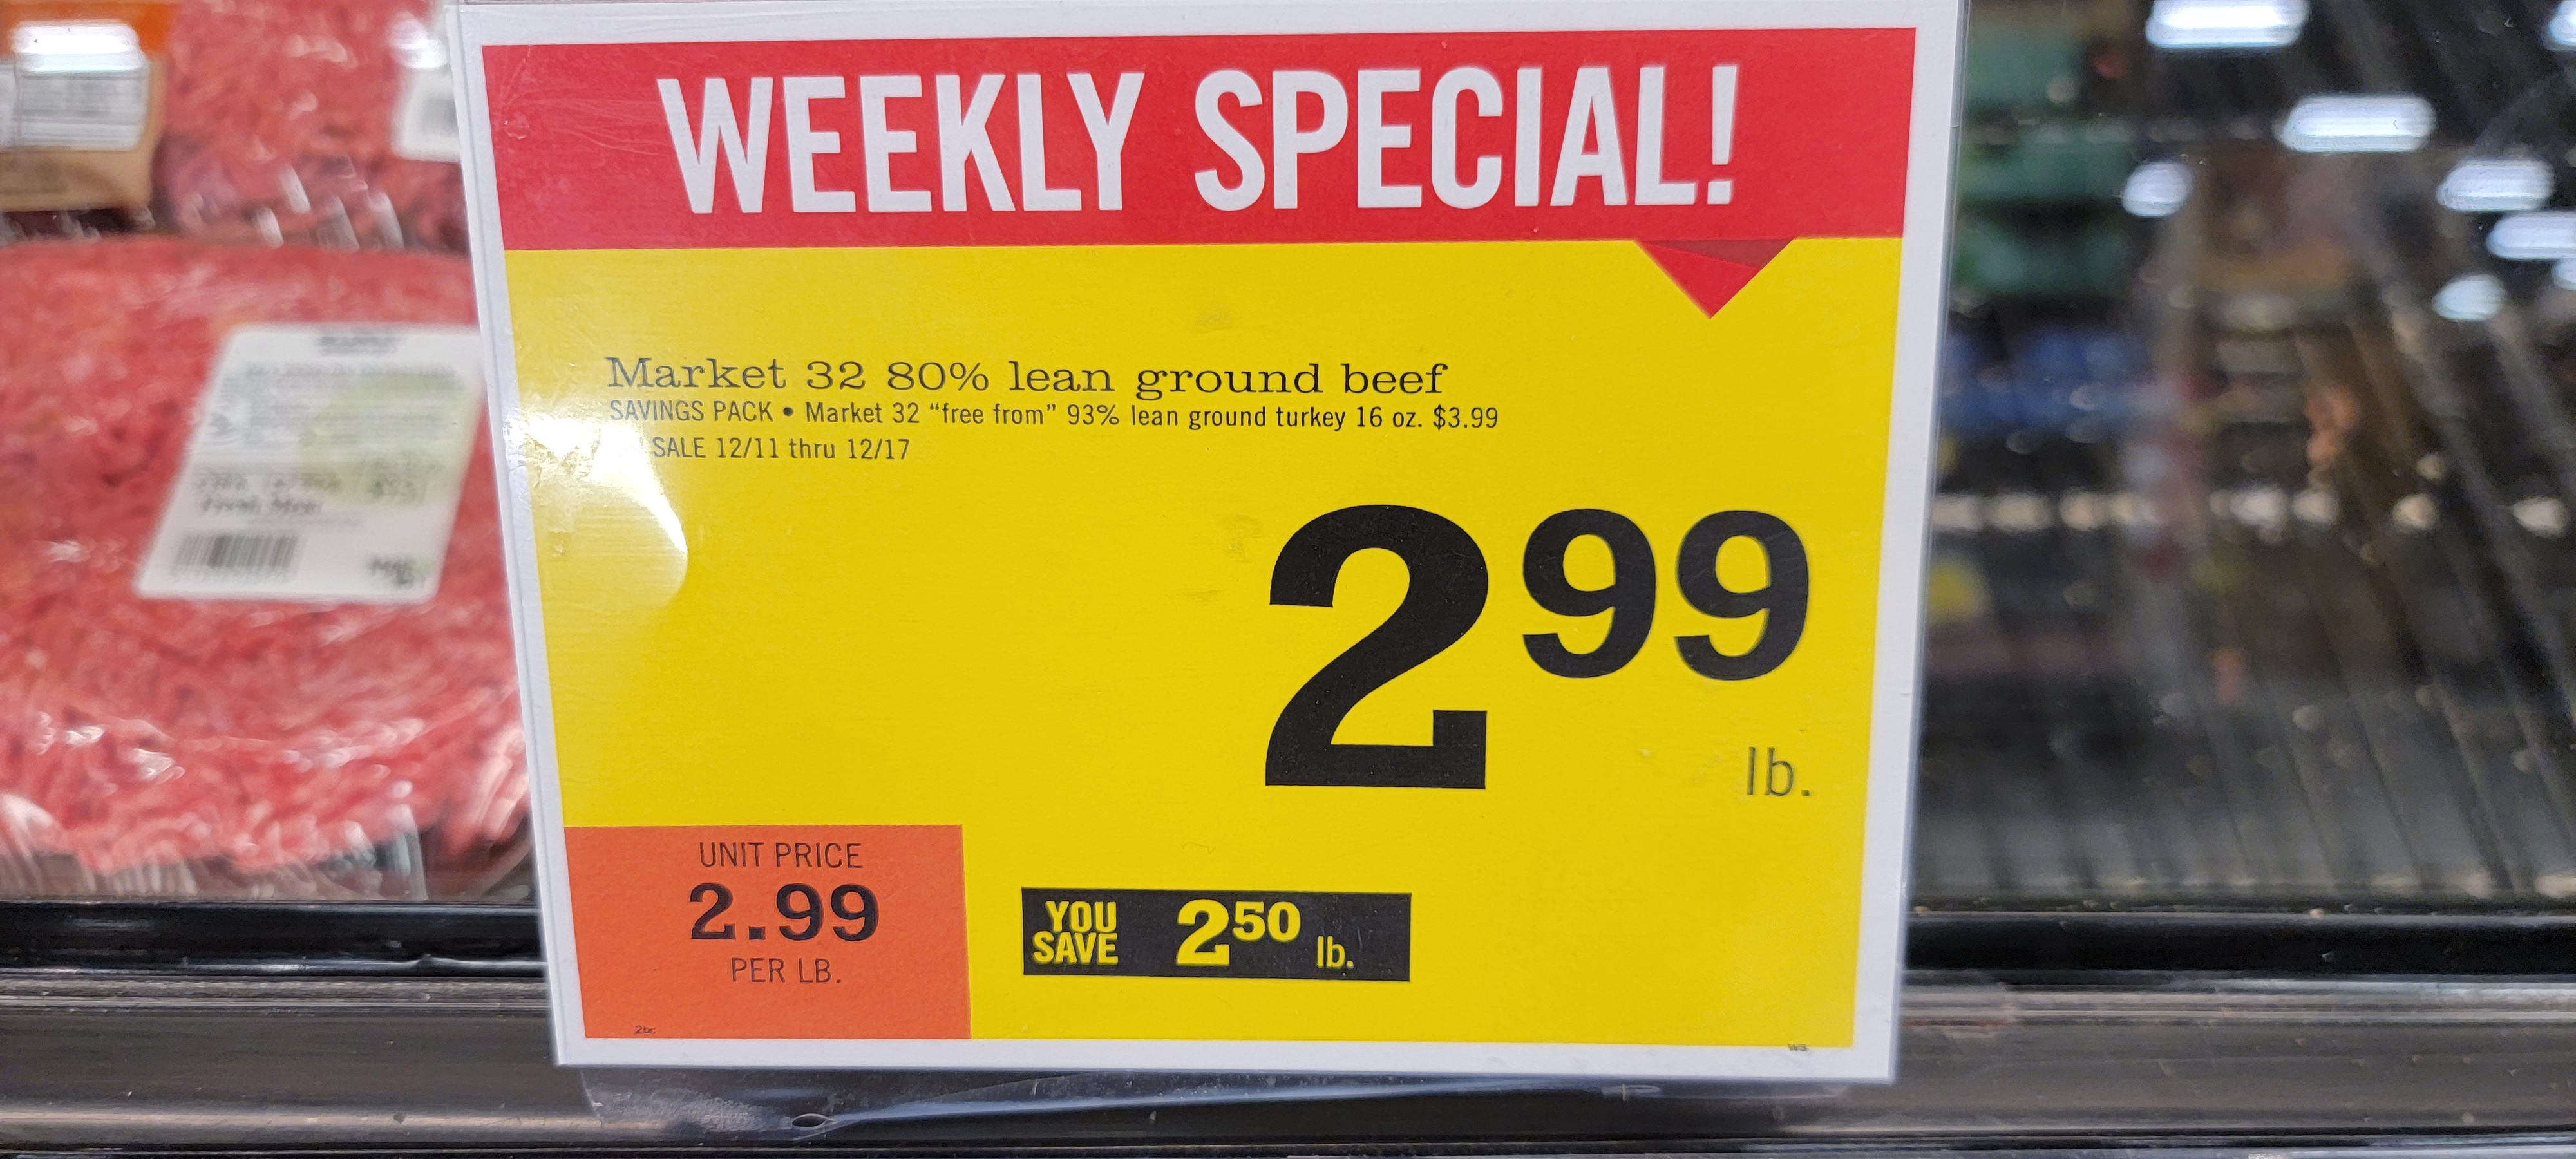 WEEKLY SPECIAL!
Market 32 80% lean ground beef
SAVINGS PACK • Market 32 “free from” 93% lean ground turkey 16 oz. $3.99
SALE 12/11 thru 12/17
2 99
lb.
UNIT PRICE
2.99
PER LB.
YOU SAVE 2 50 lb.
2bc
WS